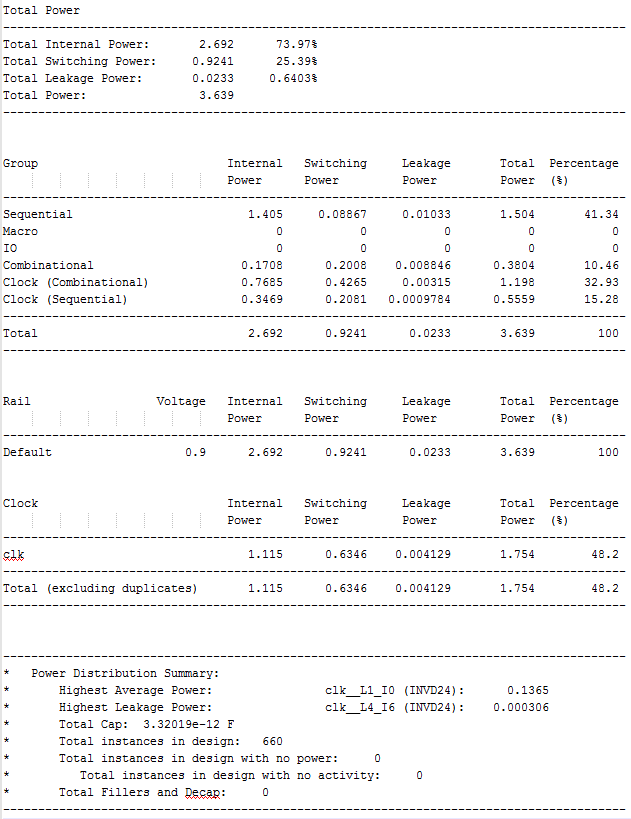 Total Power
--------------------------------------------------------------------------------
Total Internal Power:       2.692      73.97%
Total Switching Power:     0.9241      25.39%
Total Leakage Power:       0.0233     0.6403%
Total Power:                3.639
--------------------------------------------------------------------------------
Group                           Internal   Switching     Leakage       Total  Percentage
                                Power      Power         Power         Power  (%)
--------------------------------------------------------------------------------
Sequential                         1.405     0.08867     0.01033       1.504       41.34
Macro                                  0           0           0           0           0
IO                                     0           0           0           0           0
Combinational                     0.1708      0.2008    0.008846      0.3804       10.46
Clock (Combinational)             0.7685      0.4265     0.00315       1.198       32.93
Clock (Sequential)                0.3469      0.2081   0.0009784      0.5559       15.28
--------------------------------------------------------------------------------
Total                              2.692      0.9241      0.0233       3.639         100
--------------------------------------------------------------------------------
Rail                  Voltage   Internal   Switching     Leakage       Total  Percentage
                                Power      Power         Power         Power  (%)
--------------------------------------------------------------------------------
Default                   0.9      2.692      0.9241      0.0233       3.639         100
Clock                           Internal   Switching     Leakage       Total  Percentage
                                Power      Power         Power         Power  (%)
--------------------------------------------------------------------------------
clk                                1.115      0.6346    0.004129       1.754        48.2
--------------------------------------------------------------------------------
Total (excluding duplicates)       1.115      0.6346    0.004129       1.754        48.2
--------------------------------------------------------------------------------
--------------------------------------------------------------------------------
*   Power Distribution Summary:
*       Highest Average Power:                clk__L1_I0 (INVD24):      0.1365
*       Highest Leakage Power:                clk__L4_I6 (INVD24):    0.000306
*       Total Cap:  3.32019e-12 F
*       Total instances in design:   660
*       Total instances in design with no power:     0
*          Total instances in design with no activity:     0
*       Total Fillers and Decap:     0
--------------------------------------------------------------------------------